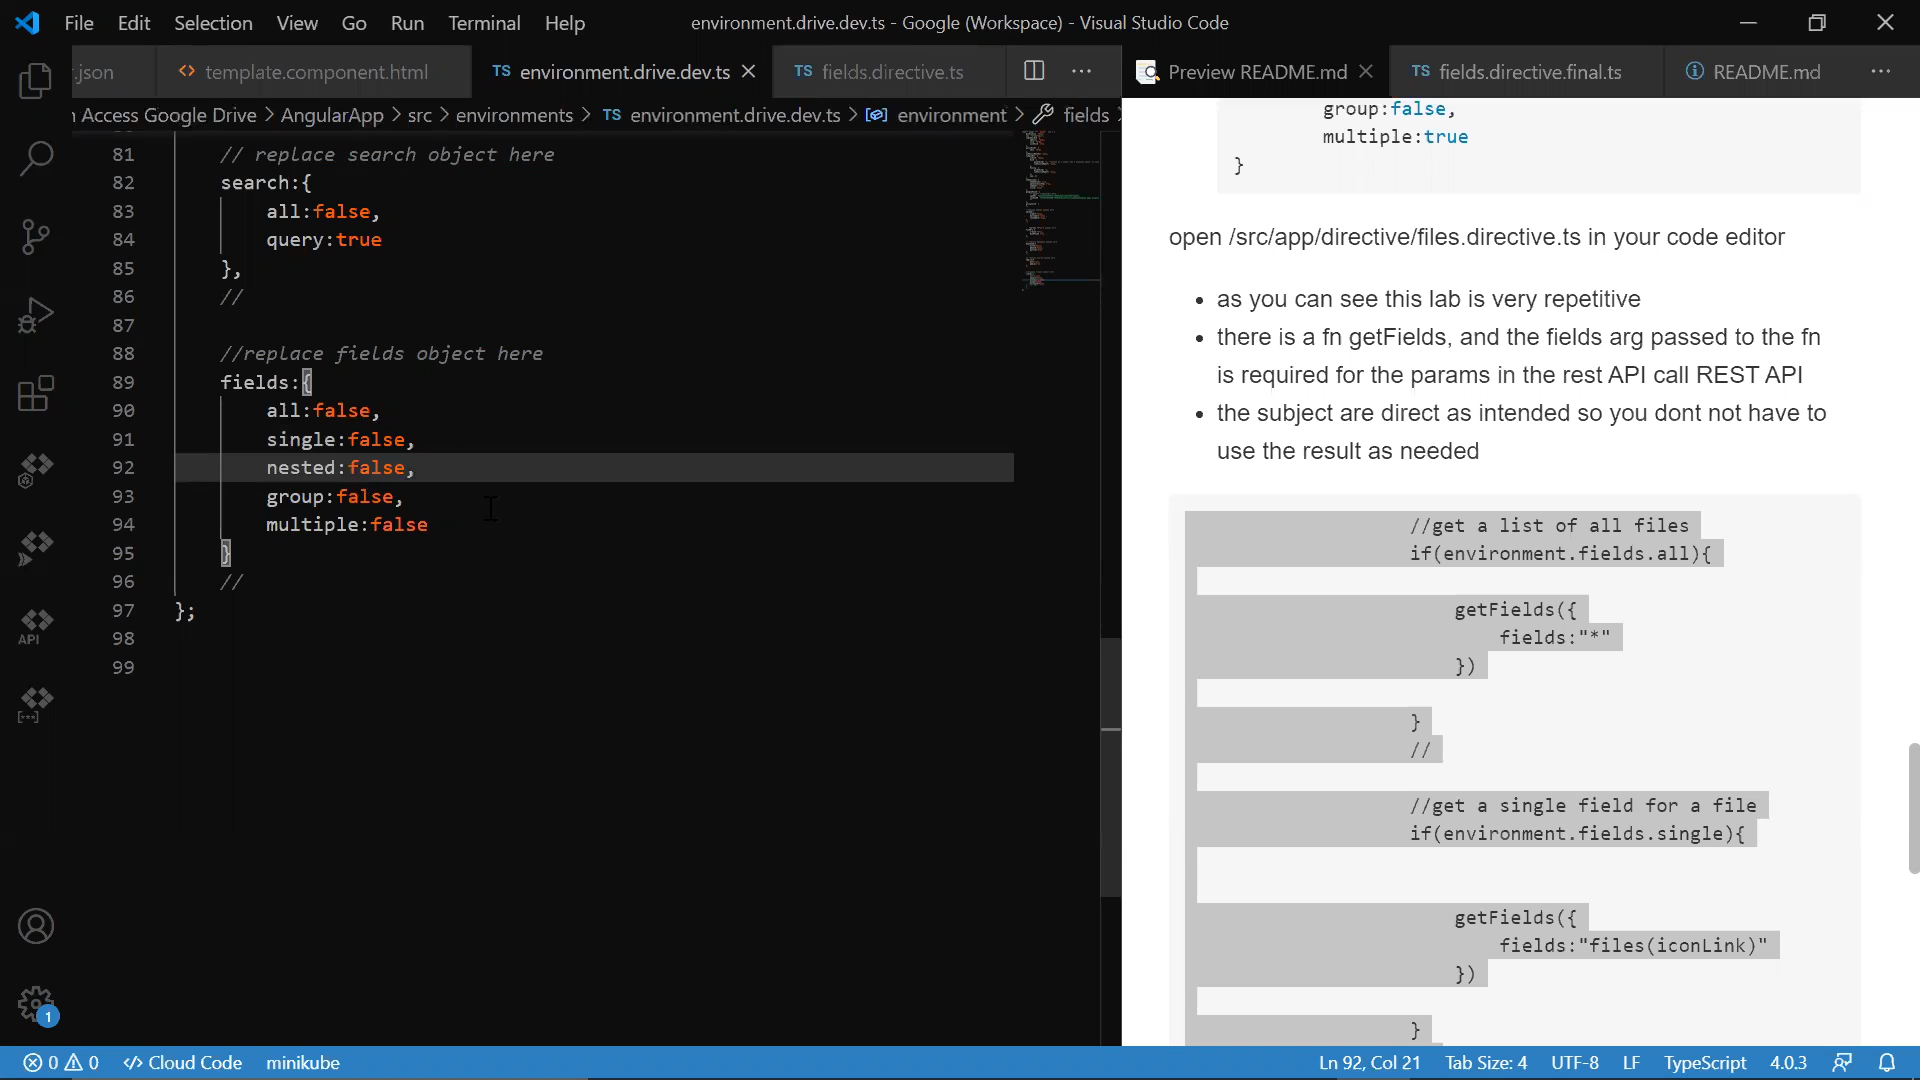 File Edit Selection View Go Run Terminal Help environment.drive.dev.ts - Google (Workspace) - Visual Studio Code
.json template.component.html TS environment.drive.dev.ts TS fields.directive.ts Preview README.md TS fields.directive.final.ts README.md
Access Google Drive > AngularApp > src > environments > TS environment.drive.dev.ts > environment > fields >
81 // replace search object here
82 search:{
83 all:false,
84 query:true
85 },
86 //
87
88 //replace fields object here
89 fields:{
90 all:false,
91 single:false,
92 nested:false,
93 group:false,
94 multiple:false
95 }
96 //
97 };
98
99
group:false,
multiple:true
}
open /src/app/directive/files.directive.ts in your code editor
• as you can see this lab is very repetitive
• there is a fn getFields, and the fields arg passed to the fn
is required for the params in the rest API call REST API
• the subject are direct as intended so you dont not have to
use the result as needed
//get a list of all files
if(environment.fields.all){
getFields({
fields:"*"
})
}
//
//get a single field for a file
if(environment.fields.single){
getFields({
fields:"files(iconLink)"
})
}
API
1
0 0 Cloud Code minikube Ln 92, Col 21 Tab Size: 4 UTF-8 LF TypeScript 4.0.3